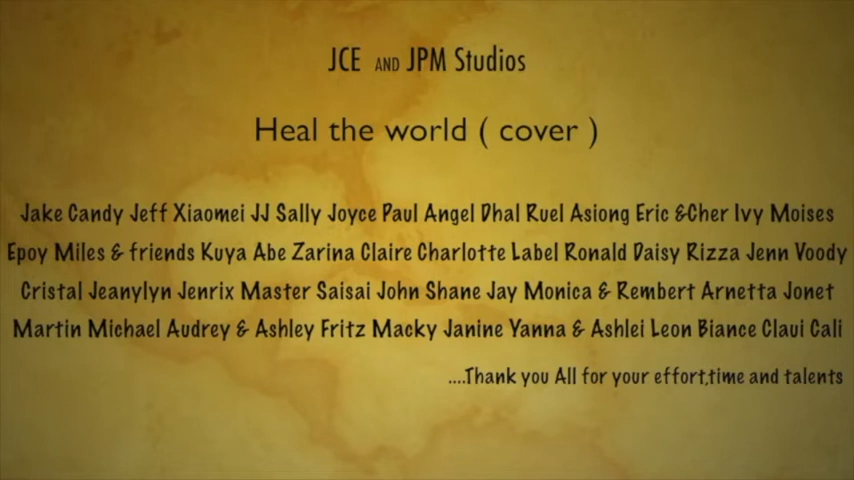 JCE AND JPM Studios
Heal the world ( cover )
Jake Candy Jeff Xiaomei JJ Sally Joyce Paul Angel Dhal Ruel Asiong Eric &Cher Ivy Moises
Epoy Miles & friends Kuya Abe Zarina Claire Charlotte Label Ronald Daisy Rizza Jenn Voody
Cristal Jeanylyn Jenrix Master Saisai John Shane Jay Monica & Rembert Arnetta Jonet
Martin Michael Audrey & Ashley Fritz Macky Janine Yanna & Ashlei Leon Biance Claui Cali
....Thank you All for your effort,time and talents